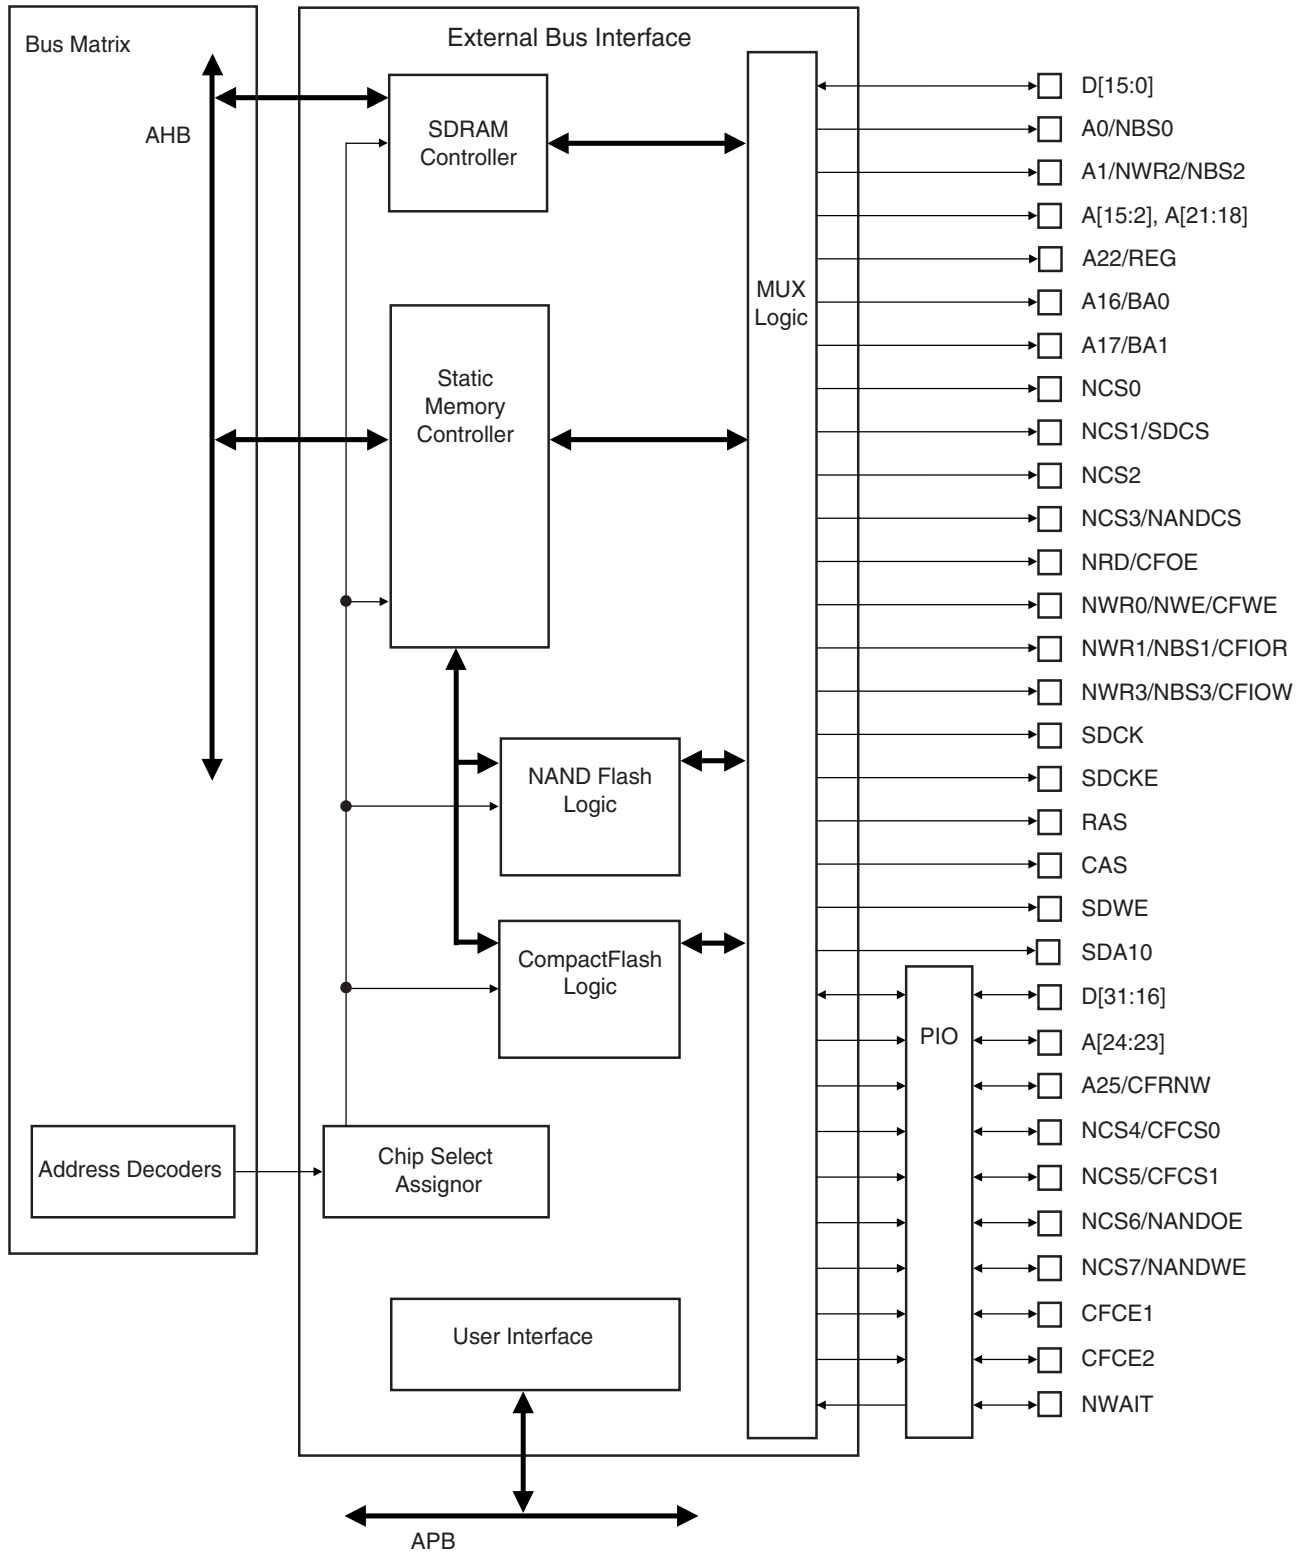 Bus Matrix
External Bus Interface
AHB
SDRAM
Controller
Static
Memory
Controller
NAND Flash
Logic
CompactFlash
Logic
Address Decoders
Chip Select
Assignor
User Interface
APB
MUX
Logic
PIO
D[15:0]
A0/NBS0
A1/NWR2/NBS2
A[15:2], A[21:18]
A22/REG
A16/BA0
A17/BA1
NCS0
NCS1/SDCS
NCS2
NCS3/NANDCS
NRD/CFOE
NWR0/NWE/CFWE
NWR1/NBS1/CFIOR
NWR3/NBS3/CFIOW
SDCK
SDCKE
RAS
CAS
SDWE
SDA10
D[31:16]
A[24:23]
A25/CFRNW
NCS4/CFCS0
NCS5/CFCS1
NCS6/NANDOE
NCS7/NANDWE
CFCE1
CFCE2
NWAIT